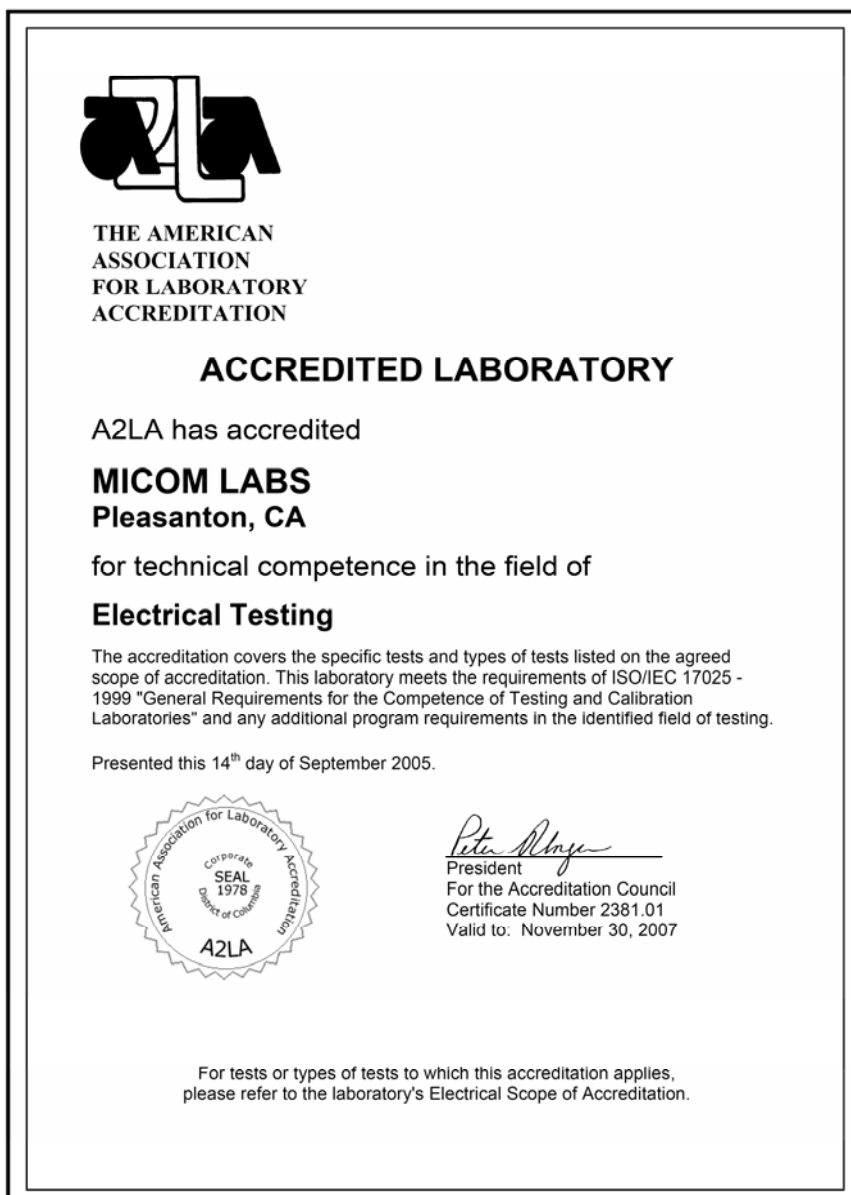 A2LA
THE AMERICAN
ASSOCIATION
FOR LABORATORY
ACCREDITATION
ACCREDITED LABORATORY
A2LA has accredited
MICOM LABS
Pleasanton, CA
for technical competence in the field of
Electrical Testing
The accreditation covers the specific tests and types of tests listed on the agreed
scope of accreditation. This laboratory meets the requirements of ISO/IEC 17025 -
1999 "General Requirements for the Competence of Testing and Calibration
Laboratories" and any additional program requirements in the identified field of testing.
Presented this 14th day of September 2005.
American Association for Laboratory Accreditation
Corporate
SEAL
1978
District of Columbia
A2LA
Peter Unger
President
For the Accreditation Council
Certificate Number 2381.01
Valid to: November 30, 2007
For tests or types of tests to which this accreditation applies,
please refer to the laboratory's Electrical Scope of Accreditation.